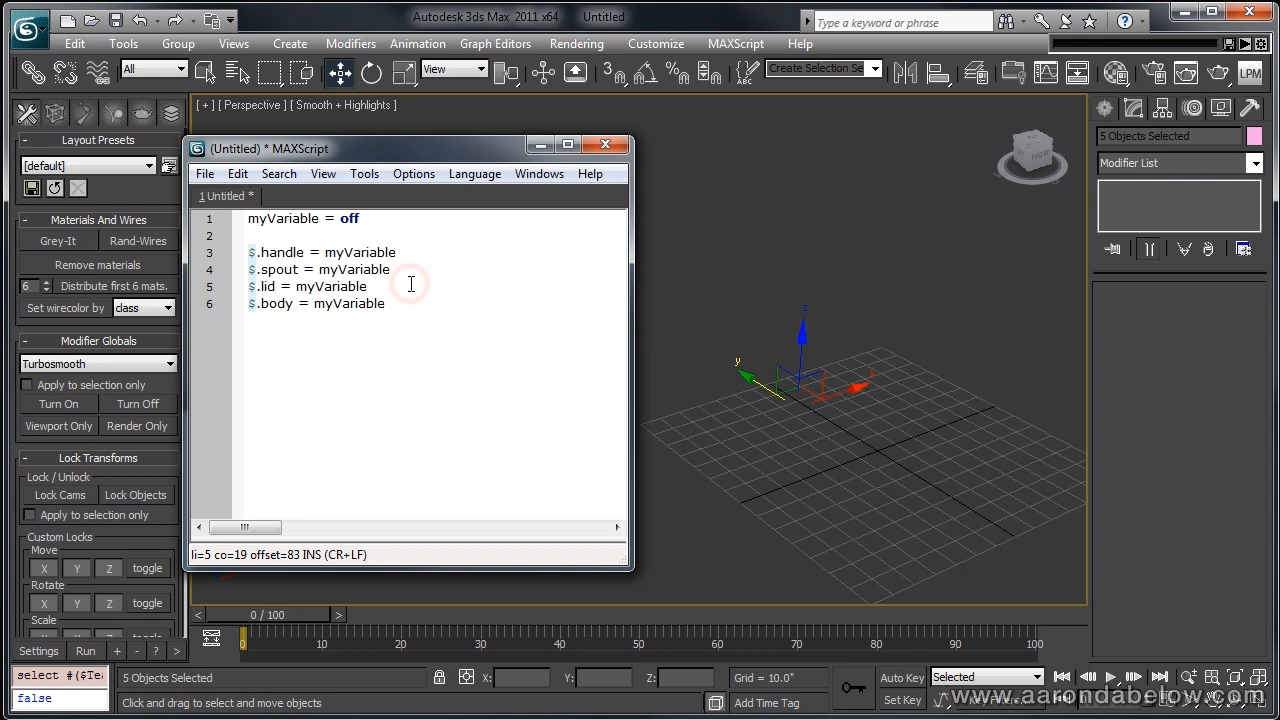 Autodesk 3ds Max 2011 x64 Untitled
Type a keyword or phrase
Edit Tools Group Views Create Modifiers Animation Graph Editors Rendering Customize MAXScript Help
All
View
Create Selection Se
LPM
[ + ] [ Perspective ] [ Smooth + Highlights ]
Layout Presets
[default]
Materials And Wires
Grey-It Rand-Wires
Remove materials
6 Distribute first 6 mats.
Set wirecolor by class
Modifier Globals
Turbosmooth
Apply to selection only
Turn On Turn Off
Viewport Only Render Only
Lock Transforms
Lock / Unlock
Lock Cams Lock Objects
Apply to selection only
Custom Locks
Move
X Y Z toggle
Rotate
X Y Z toggle
Scale
Settings Run + - ? >
(Untitled) * MAXScript
File Edit Search View Tools Options Language Windows Help
1 Untitled *
1 myVariable = off
2
3 $.handle = myVariable
4 $.spout = myVariable
5 $.lid = myVariable
6 $.body = myVariable
li=5 co=19 offset=83 INS (CR+LF)
z
y
x
FRONT
5 Objects Selected
Modifier List
< 0 / 100 >
0 10 20 30 40 50 60 70 80 90 100
select #($Te
false
5 Objects Selected
X: Y: Z:
Grid = 10.0"
Auto Key
Selected
Click and drag to select and move objects
Add Time Tag
Set Key
Key Filters...
www.aarondabelow.com